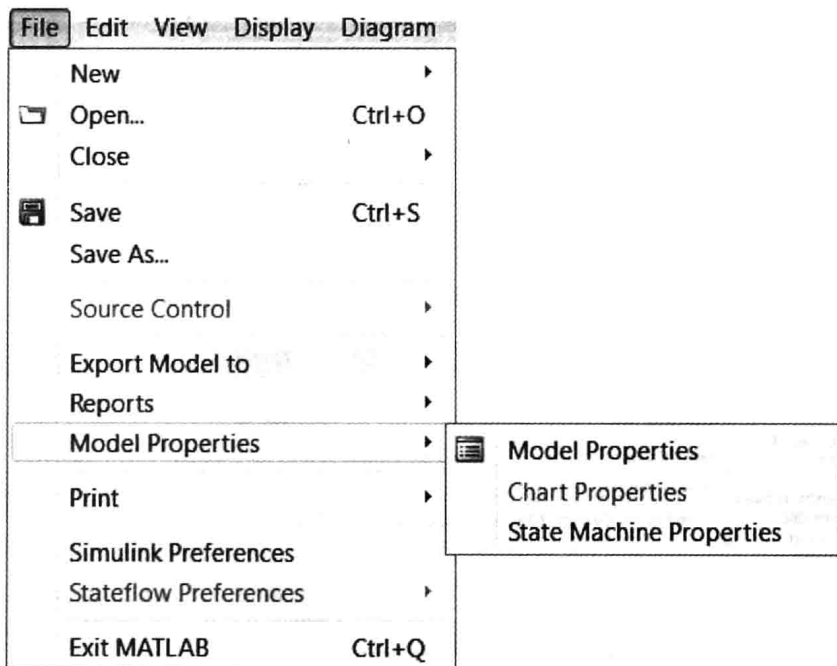 File Edit View Display Diagram
New
Open... Ctrl+O
Close
Save Ctrl+S
Save As...
Source Control
Export Model to
Reports
Model Properties
Model Properties
Chart Properties
State Machine Properties
Print
Simulink Preferences
Stateflow Preferences
Exit MATLAB Ctrl+Q